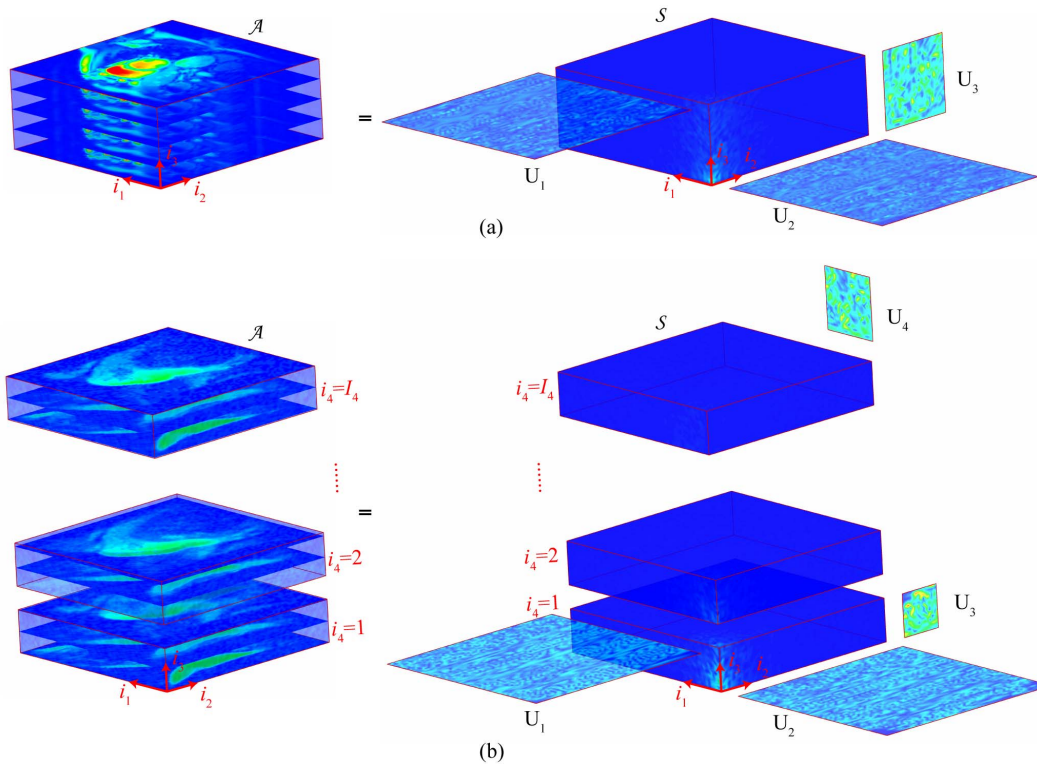 𝒜
=
𝒮
U₃
i₃
i₁
i₂
U₁
i₃
i₁
i₂
U₂
(a)
𝒜
i₄=I₄
......
i₄=2
i₄=1
i₃
i₁
i₂
=
𝒮
U₄
i₄=I₄
......
i₄=2
i₄=1
U₃
i₃
i₁
i₂
U₁
U₂
(b)